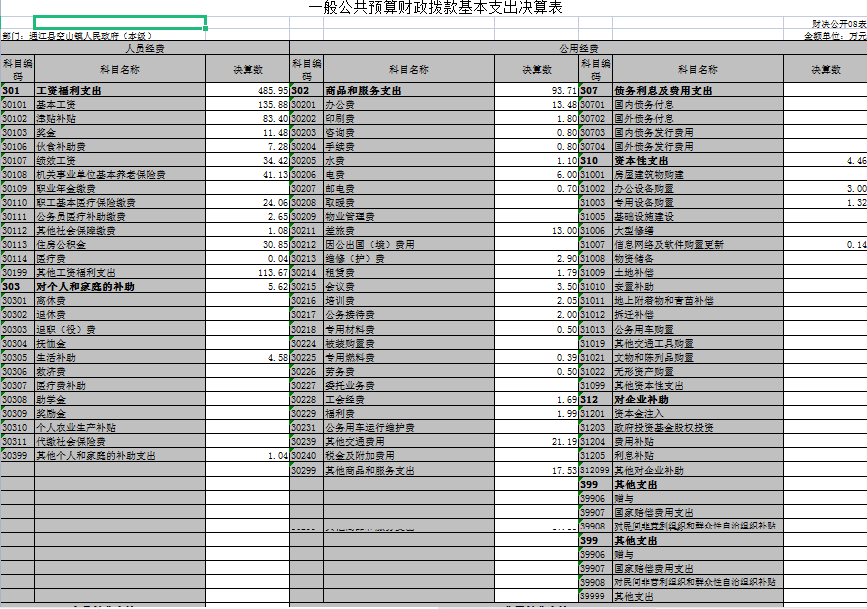 一般公共预算财政拨款基本支出决算表
财决公开08表
部门：通江县空山镇人民政府（本级） 金额单位：万元
人员经费 公用经费
科目编码 科目名称 决算数 科目编码 科目名称 决算数 科目编码 科目名称 决算数
301 工资福利支出 485.95 302 商品和服务支出 93.71 307 债务利息及费用支出
30101 基本工资 135.88 30201 办公费 13.48 30701 国内债务付息
30102 津贴补贴 83.40 30202 印刷费 1.80 30702 国外债务付息
30103 奖金 11.48 30203 咨询费 0.80 30703 国内债务发行费用
30106 伙食补助费 7.28 30204 手续费 0.80 30704 国外债务发行费用
30107 绩效工资 34.42 30205 水费 1.10 310 资本性支出 4.46
30108 机关事业单位基本养老保险费 41.13 30206 电费 6.00 31001 房屋建筑物购建
30109 职业年金缴费 30207 邮电费 0.70 31002 办公设备购置 3.00
30110 职工基本医疗保险缴费 24.06 30208 取暖费 31003 专用设备购置 1.32
30111 公务员医疗补助缴费 2.65 30209 物业管理费 31005 基础设施建设
30112 其他社会保障缴费 1.08 30211 差旅费 13.00 31006 大型修缮
30113 住房公积金 30.85 30212 因公出国（境）费用 31007 信息网络及软件购置更新 0.14
30114 医疗费 0.04 30213 维修（护）费 2.90 31008 物资储备
30199 其他工资福利支出 113.67 30214 租赁费 1.79 31009 土地补偿
303 对个人和家庭的补助 5.62 30215 会议费 3.50 31010 安置补助
30301 离休费 30216 培训费 2.05 31011 地上附着物和青苗补偿
30302 退休费 30217 公务接待费 2.00 31012 拆迁补偿
30303 退职（役）费 30218 专用材料费 0.50 31013 公务用车购置
30304 抚恤金 30224 被装购置费 31019 其他交通工具购置
30305 生活补助 4.58 30225 专用燃料费 0.39 31021 文物和陈列品购置
30306 救济费 30226 劳务费 0.50 31022 无形资产购置
30307 医疗费补助 30227 委托业务费 31099 其他资本性支出
30308 助学金 30228 工会经费 1.69 312 对企业补助
30309 奖励金 30229 福利费 1.99 31201 资本金注入
30310 个人农业生产补贴 30231 公务用车运行维护费 31203 政府投资基金股权投资
30311 代缴社会保险费 30239 其他交通费用 21.19 31204 费用补贴
30399 其他个人和家庭的补助支出 1.04 30240 税金及附加费用 31205 利息补贴
30299 其他商品和服务支出 17.53 312099 其他对企业补助
399 其他支出
39906 赠与
39907 国家赔偿费用支出
39908 对民间非营利组织和群众性自治组织补贴
399 其他支出
39906 赠与
39907 国家赔偿费用支出
39908 对民间非营利组织和群众性自治组织补贴
39999 其他支出